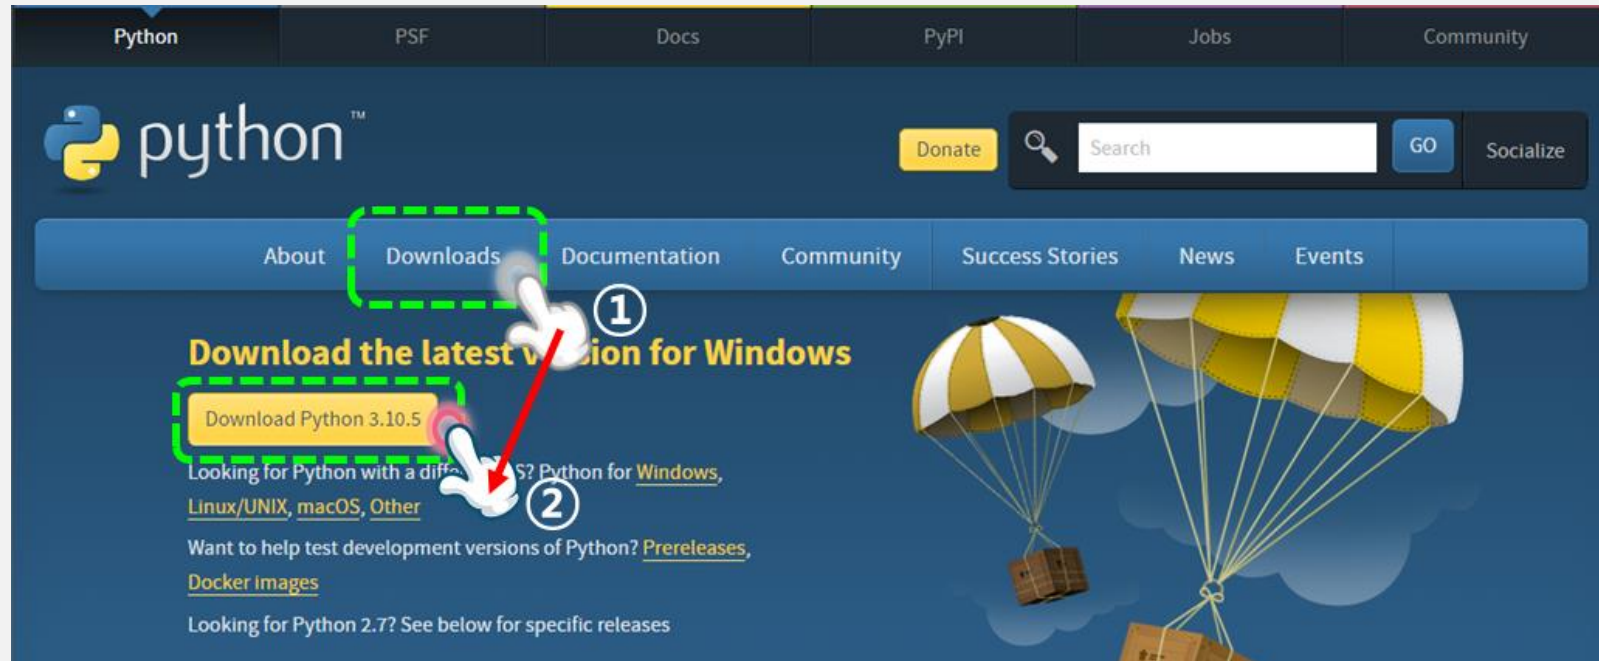 Python PSF Docs PyPI Jobs Community
python™
Donate Search GO Socialize
About Downloads Documentation Community Success Stories News Events
①
Download the latest version for Windows
Download Python 3.10.5
Looking for Python with a different OS? Python for Windows,
②
Linux/UNIX, macOS, Other
Want to help test development versions of Python? Prereleases,
Docker images
Looking for Python 2.7? See below for specific releases